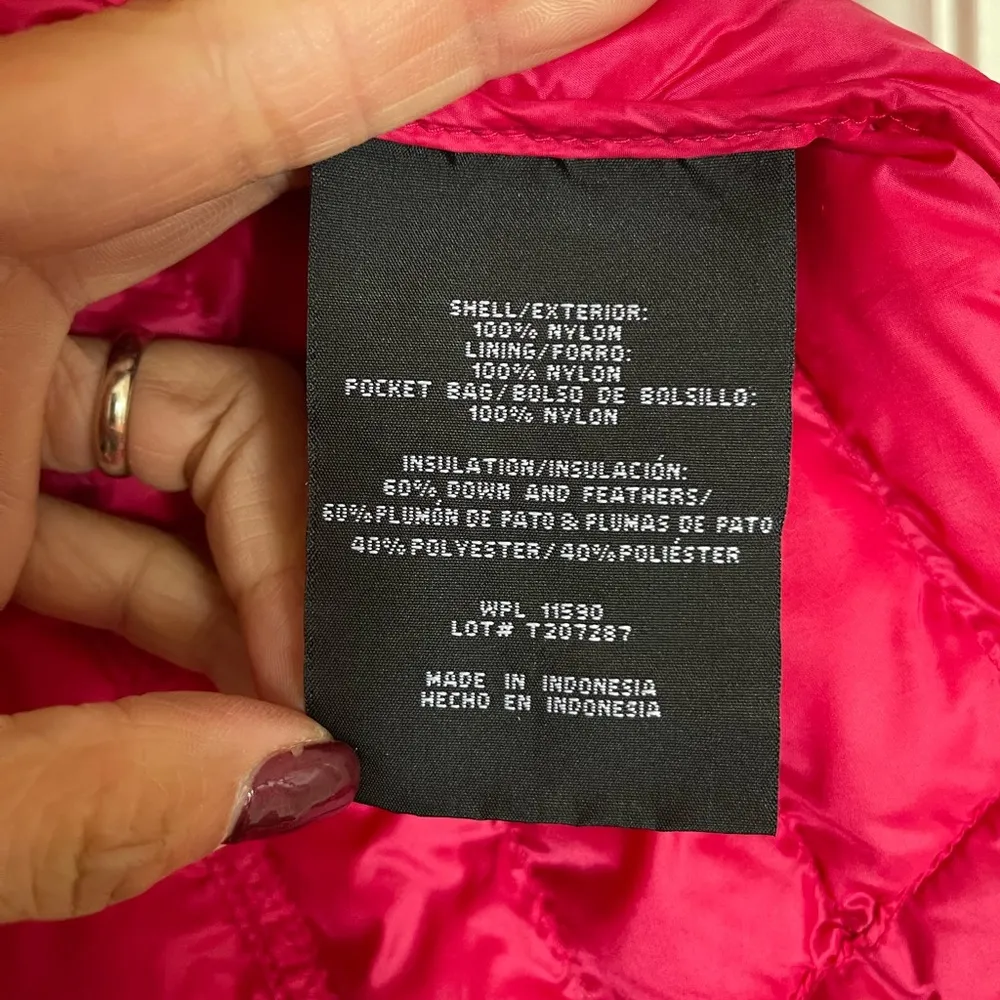 SHELL/EXTERIOR:
100% NYLON
LINING/FORRO:
100% NYLON
POCKET BAG/BOLSO DE BOLSILLO:
100% NYLON
INSULATION/INSULACIÓN:
60% DOWN AND FEATHERS/
60% PLUMÓN DE PATO & PLUMAS DE PATO
40% POLYESTER/40% POLIÉSTER
WPL 11590
LOT# T207287
MADE IN INDONESIA
HECHO EN INDONESIA